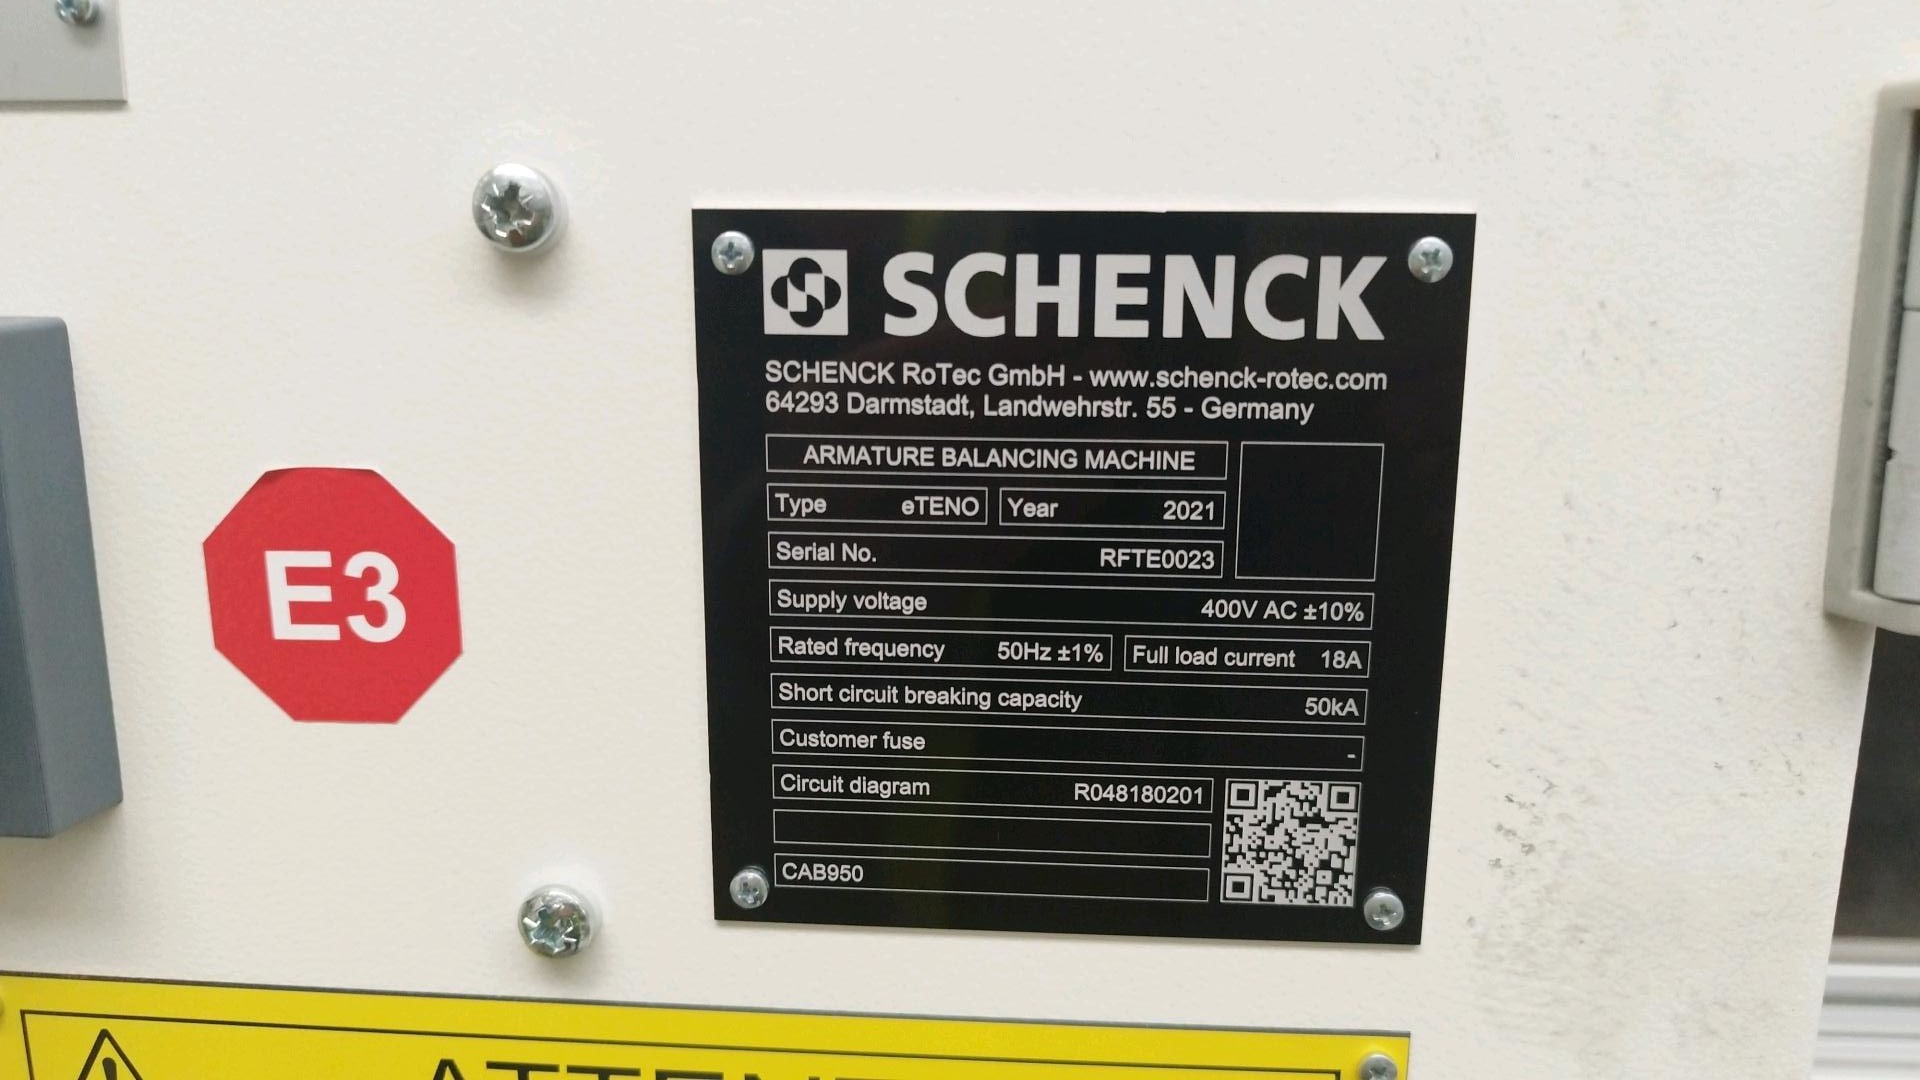 SCHENCK
SCHENCK RoTec GmbH - www.schenck-rotec.com
64293 Darmstadt, Landwehrstr. 55 - Germany
ARMATURE BALANCING MACHINE
Type eTENO Year 2021
Serial No. RFTE0023
Supply voltage 400V AC ±10%
Rated frequency 50Hz ±1% Full load current 18A
Short circuit breaking capacity 50kA
Customer fuse -
Circuit diagram R048180201
CAB950
E3